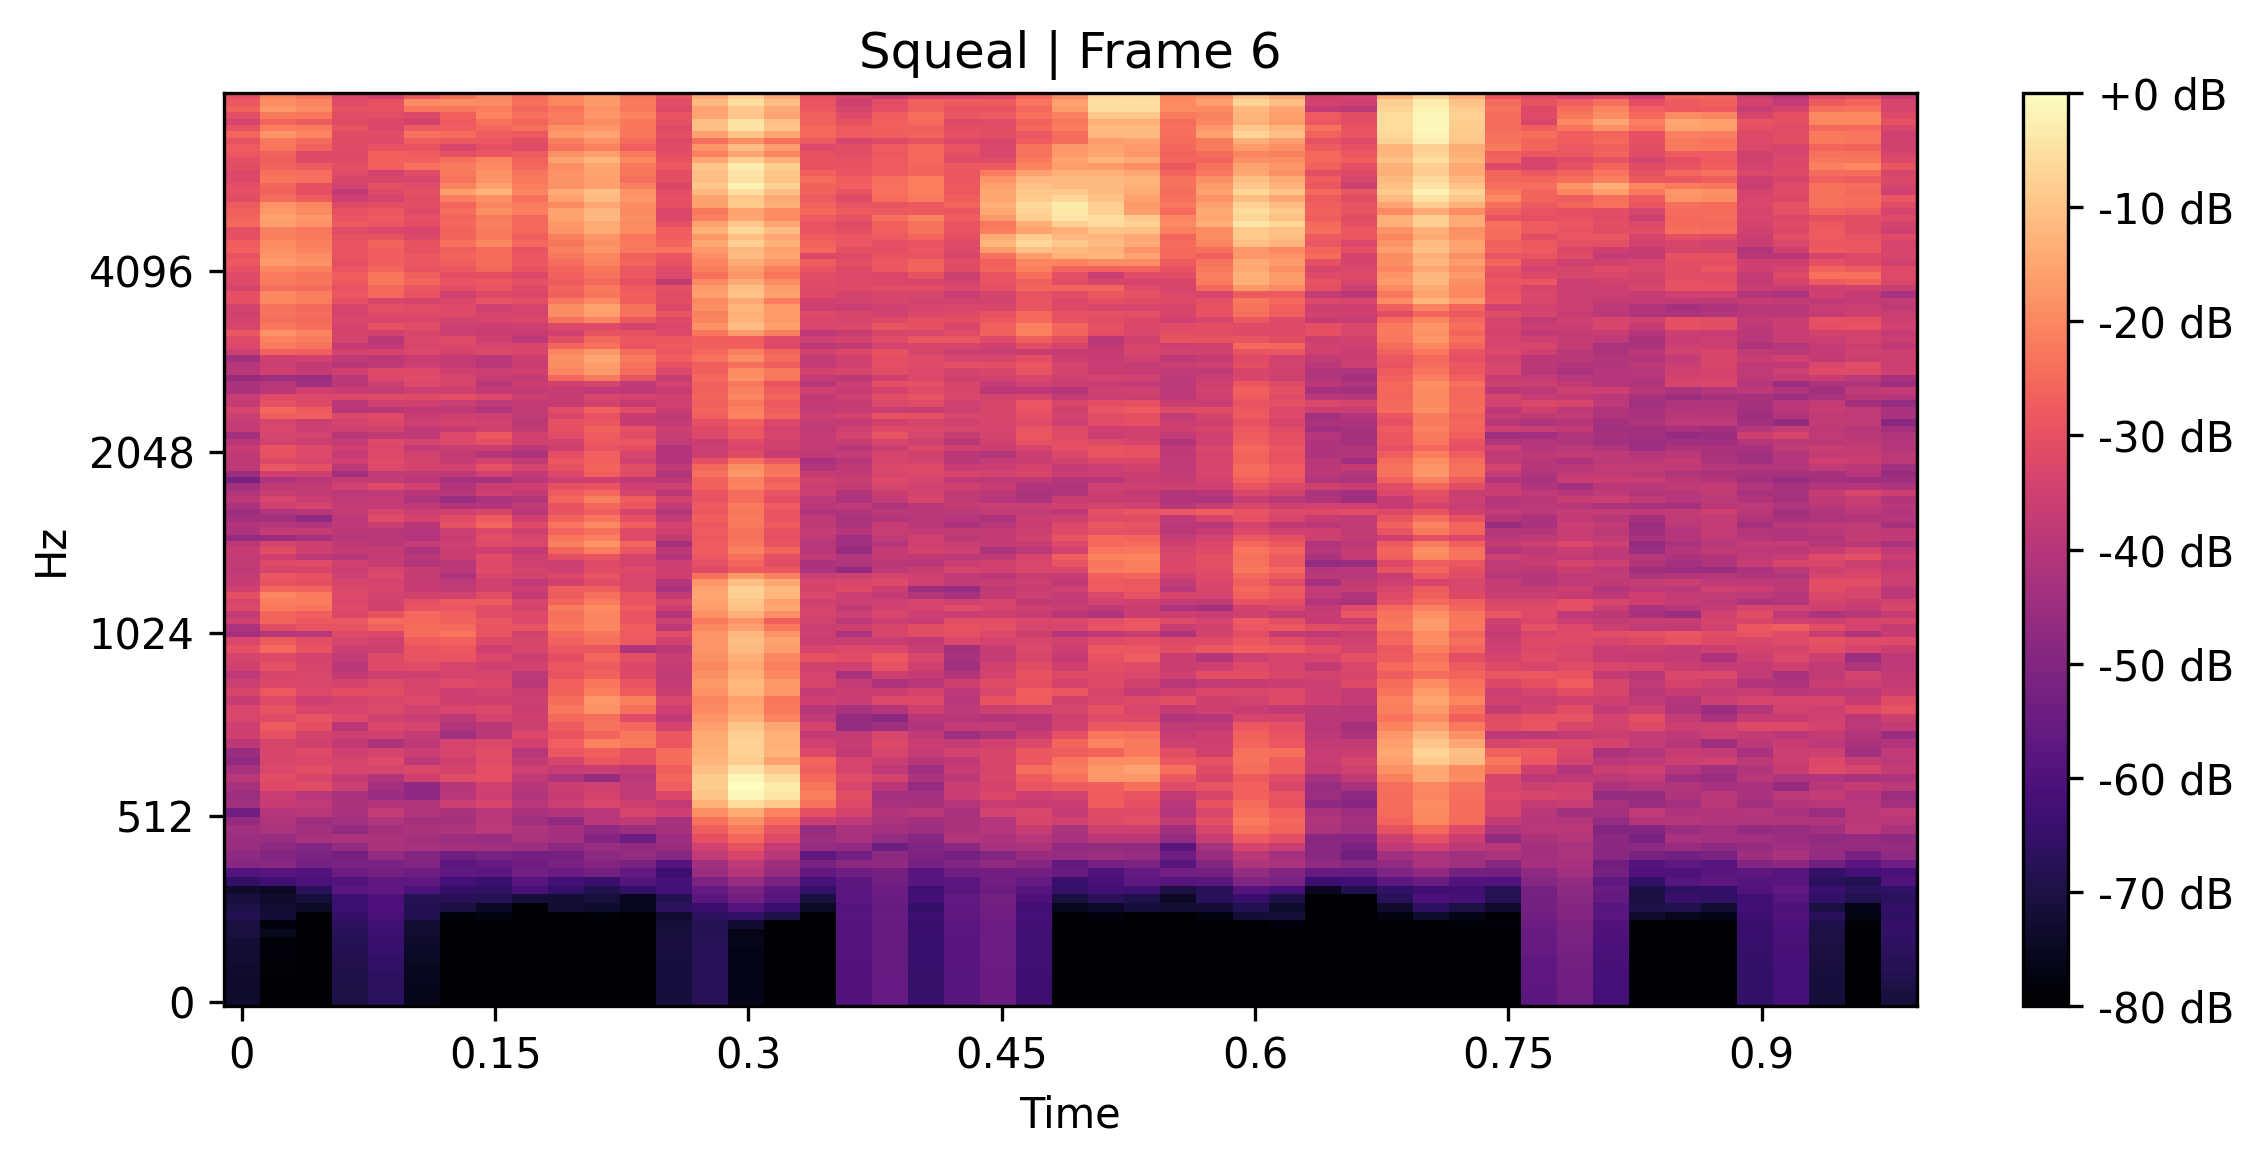 Squeal | Frame 6
+0 dB
-10 dB
-20 dB
-30 dB
-40 dB
-50 dB
-60 dB
-70 dB
-80 dB
Hz
4096
2048
1024
512
0
0 0.15 0.3 0.45 0.6 0.75 0.9
Time